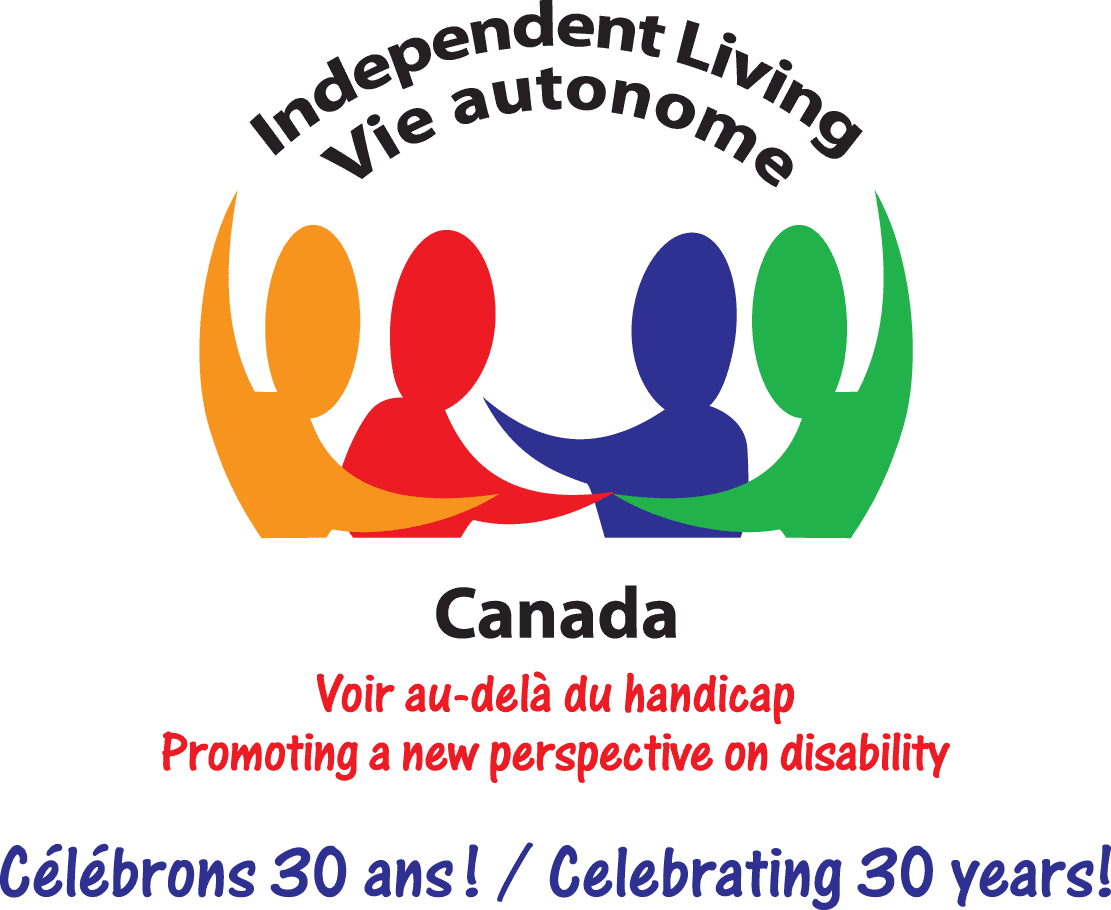 Independent Living
Vie autonome
Canada
Voir au-delà du handicap
Promoting a new perspective on disability
Célébrons 30 ans! / Celebrating 30 years!